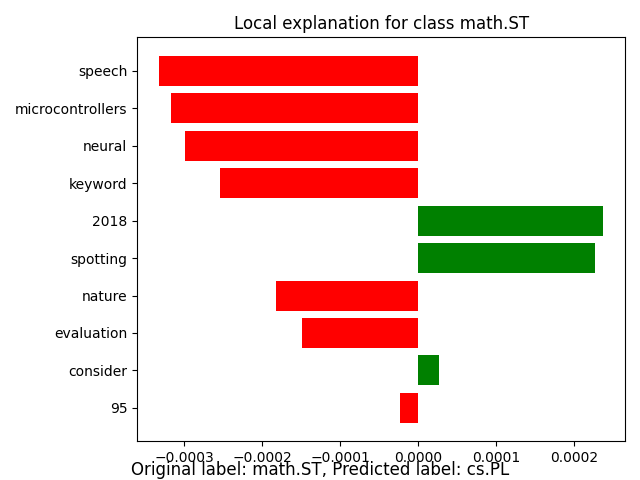 Local explanation for class math.ST
speech
microcontrollers
neural
keyword
2018
spotting
nature
evaluation
consider
95
−0.0003 −0.0002 −0.0001 0.0000 0.0001 0.0002
Original label: math.ST, Predicted label: cs.PL